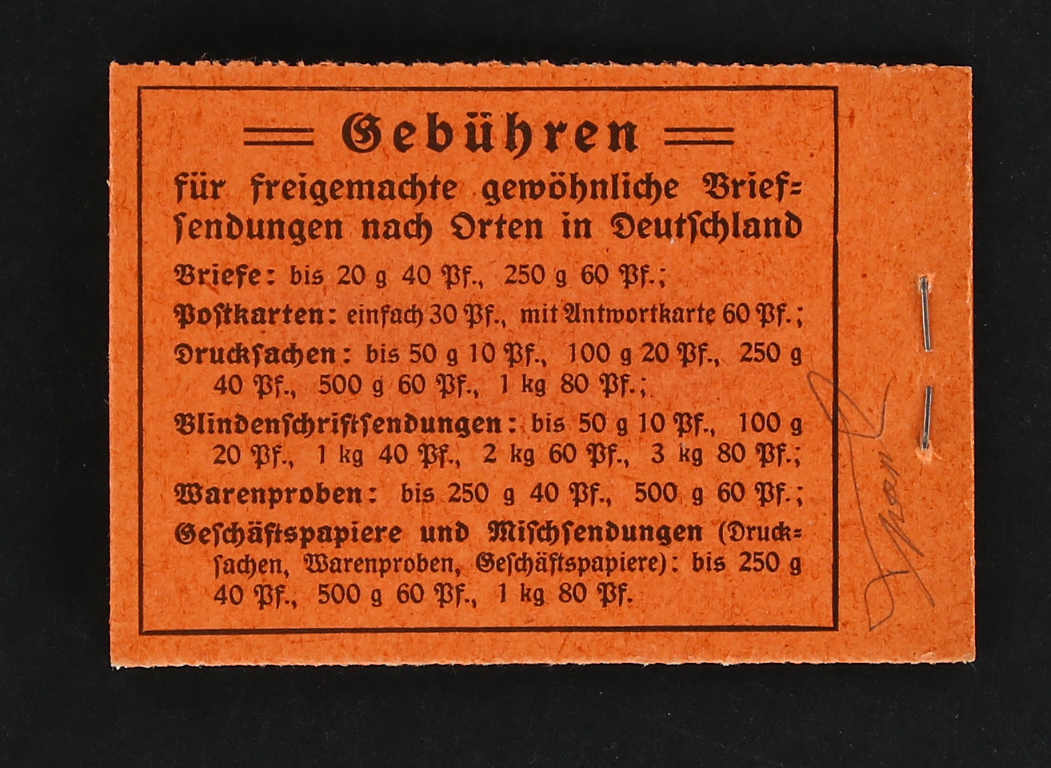 Gebühren
für freigemachte gewöhnliche Brief-
sendungen nach Orten in Deutschland
Briefe: bis 20 g 40 Pf., 250 g 60 Pf.;
Postkarten: einfach 30 Pf., mit Antwortkarte 60 Pf.;
Drucksachen: bis 50 g 10 Pf., 100 g 20 Pf., 250 g
40 Pf., 500 g 60 Pf., 1 kg 80 Pf.;
Blindenschriftsendungen: bis 50 g 10 Pf., 100 g
20 Pf., 1 kg 40 Pf., 2 kg 60 Pf., 3 kg 80 Pf.;
Warenproben: bis 250 g 40 Pf., 500 g 60 Pf.;
Geschäftspapiere und Mischsendungen (Druck-
sachen, Warenproben, Geschäftspapiere): bis 250 g
40 Pf., 500 g 60 Pf., 1 kg 80 Pf.